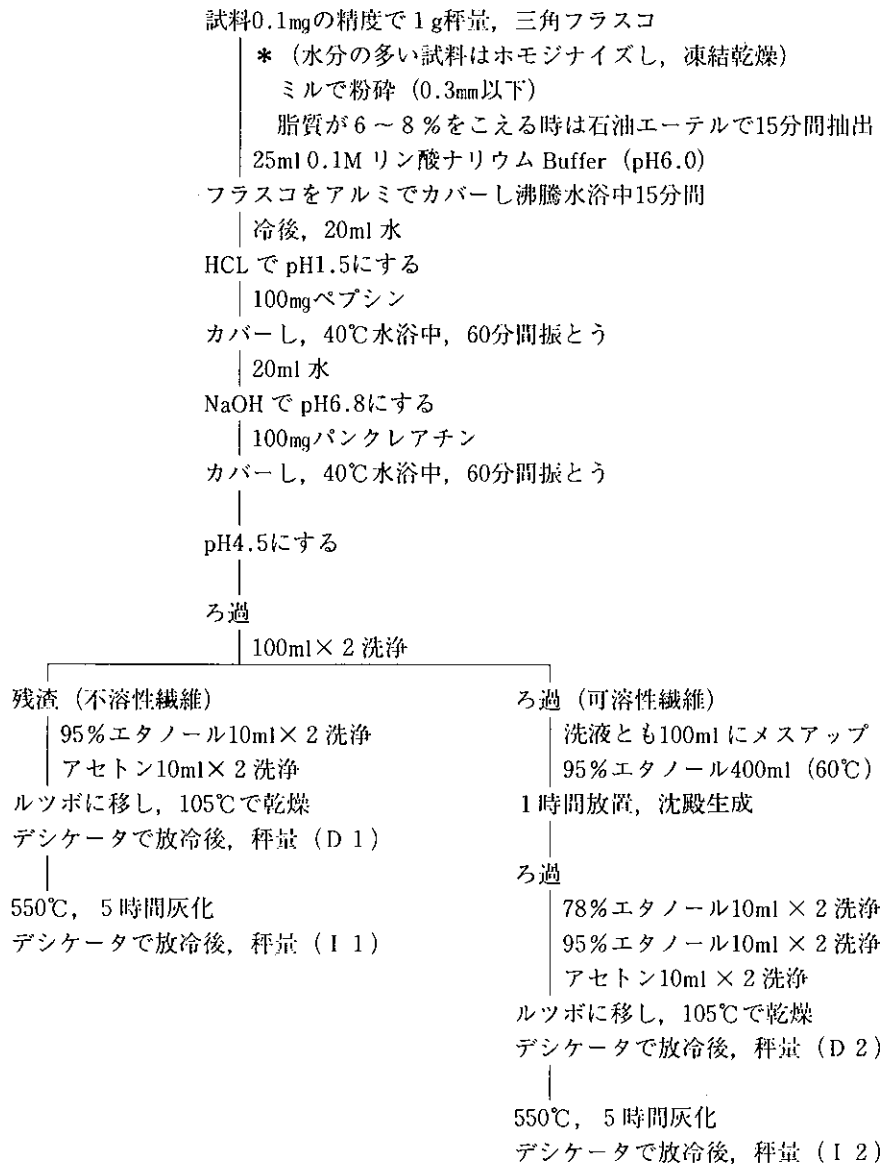 試料0.1mgの精度で1g秤量，三角フラスコ
＊（水分の多い試料はホモジナイズし，凍結乾燥）
ミルで粉砕（0.3mm以下）
脂質が6～8％をこえる時は石油エーテルで15分間抽出
25ml 0.1M リン酸ナリウム Buffer（pH6.0）
フラスコをアルミでカバーし沸騰水浴中15分間
冷後，20ml 水
HCL で pH1.5にする
100mgペプシン
カバーし，40℃水浴中，60分間振とう
20ml 水
NaOH で pH6.8にする
100mgパンクレアチン
カバーし，40℃水浴中，60分間振とう
pH4.5にする
ろ過
100ml×2 洗浄
残渣（不溶性繊維）
95％エタノール10ml×2 洗浄
アセトン10ml×2 洗浄
ルツボに移し，105℃で乾燥
デシケータで放冷後，秤量（D 1）
550℃，5時間灰化
デシケータで放冷後，秤量（I 1）
ろ過（可溶性繊維）
洗液とも100ml にメスアップ
95％エタノール400ml（60℃）
1時間放置，沈殿生成
ろ過
78％エタノール10ml ×2 洗浄
95％エタノール10ml ×2 洗浄
アセトン10ml ×2 洗浄
ルツボに移し，105℃で乾燥
デシケータで放冷後，秤量（D 2）
550℃，5時間灰化
デシケータで放冷後，秤量（I 2）